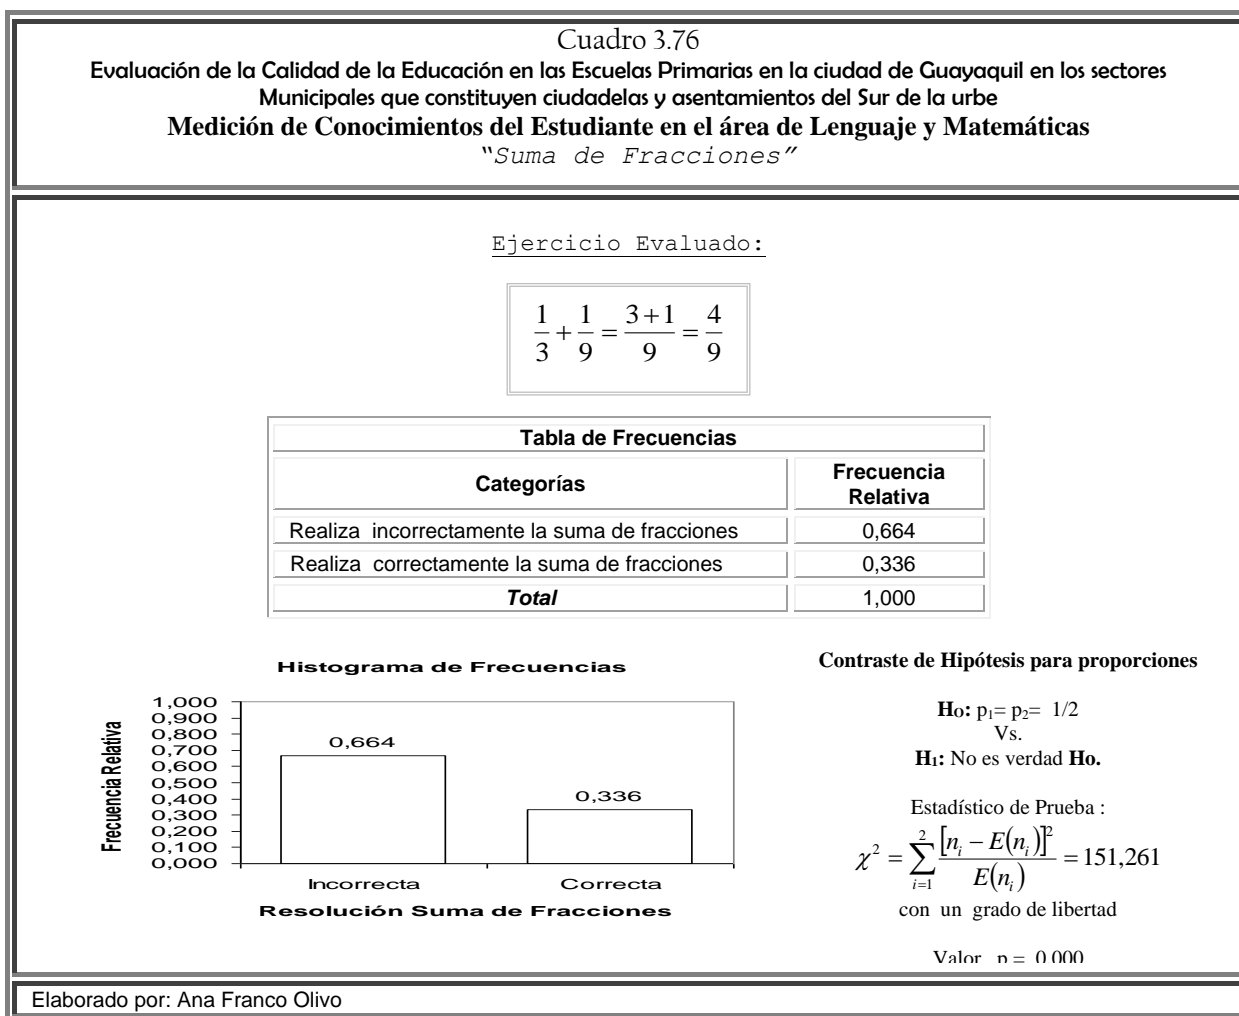 Cuadro 3.76
Evaluación de la Calidad de la Educación en las Escuelas Primarias en la ciudad de Guayaquil en los sectores
Municipales que constituyen ciudadelas y asentamientos del Sur de la urbe
Medición de Conocimientos del Estudiante en el área de Lenguaje y Matemáticas
“Suma de Fracciones”
Ejercicio Evaluado:
1/3 + 1/9 = (3+1)/9 = 4/9
Tabla de Frecuencias
Categorías Frecuencia Relativa
Realiza incorrectamente la suma de fracciones 0,664
Realiza correctamente la suma de fracciones 0,336
Total 1,000
Histograma de Frecuencias
Frecuencia Relativa
1,000
0,900
0,800
0,700
0,600
0,500
0,400
0,300
0,200
0,100
0,000
0,664
0,336
Incorrecta Correcta
Resolución Suma de Fracciones
Contraste de Hipótesis para proporciones
HO: p1= p2= 1/2
Vs.
H1: No es verdad Ho.
Estadístico de Prueba :
χ² = Σ_{i=1}^{2} [n_i − E(n_i)]² / E(n_i) = 151,261
con un grado de libertad
Valor p = 0,000
Elaborado por: Ana Franco Olivo